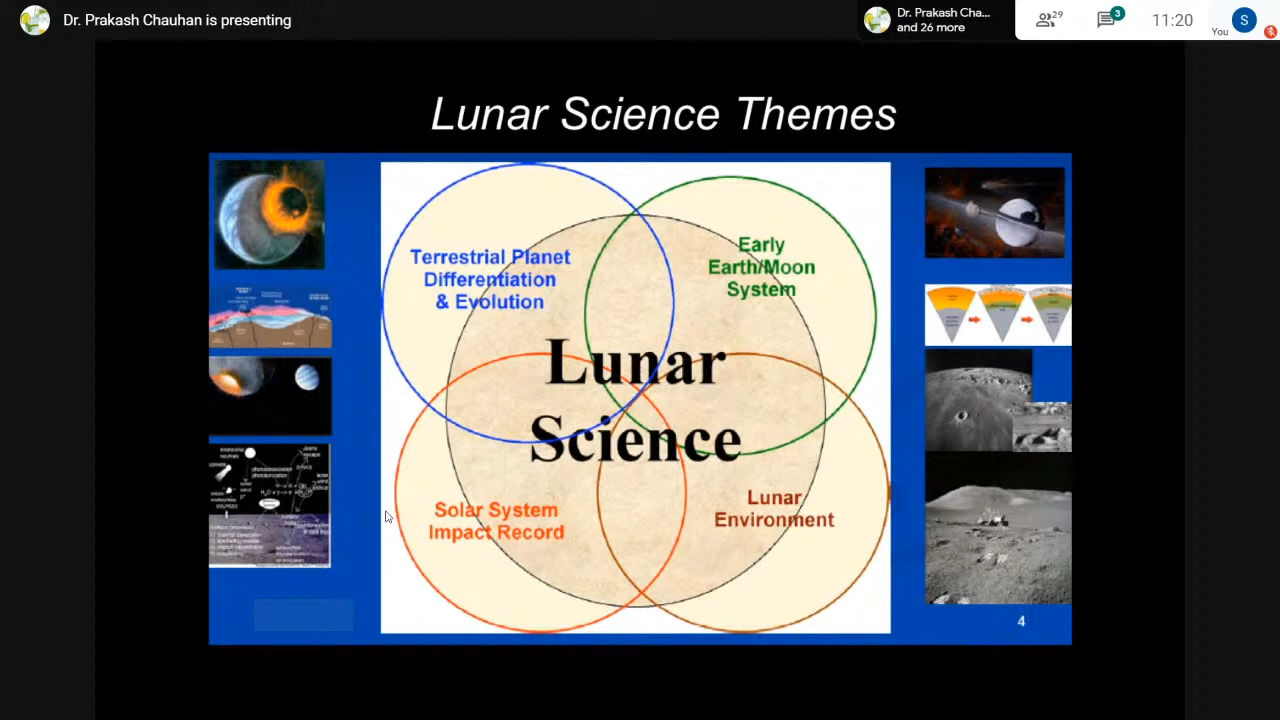 Dr. Prakash Chauhan is presenting
Dr. Prakash Cha...
and 26 more
29
3
11:20
You
S
Lunar Science Themes
Terrestrial Planet
Differentiation
& Evolution
Early
Earth/Moon
System
Lunar
Science
Solar System
Impact Record
Lunar
Environment
4